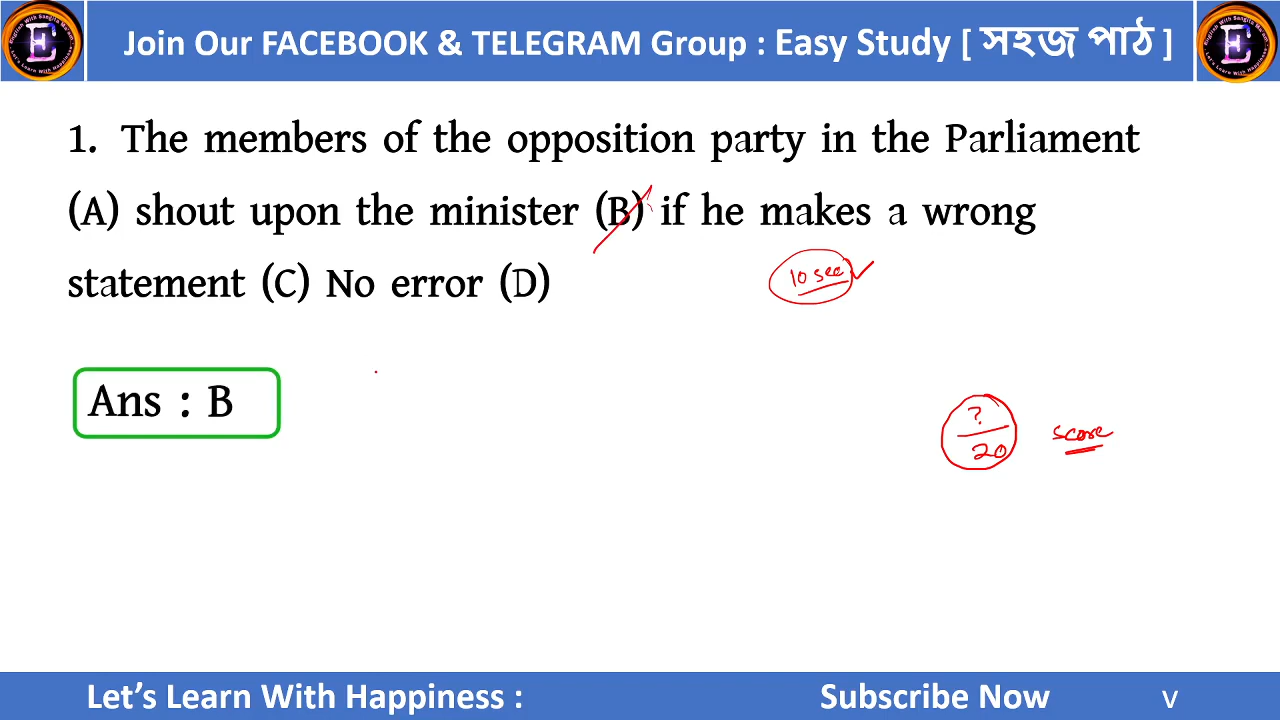 Join Our FACEBOOK & TELEGRAM Group : Easy Study [ সহজ পাঠ ]
1. The members of the opposition party in the Parliament
(A) shout upon the minister (B) if he makes a wrong
statement (C) No error (D)
10 sec
Ans : B
?
20
score
Let's Learn With Happiness :
Subscribe Now
v